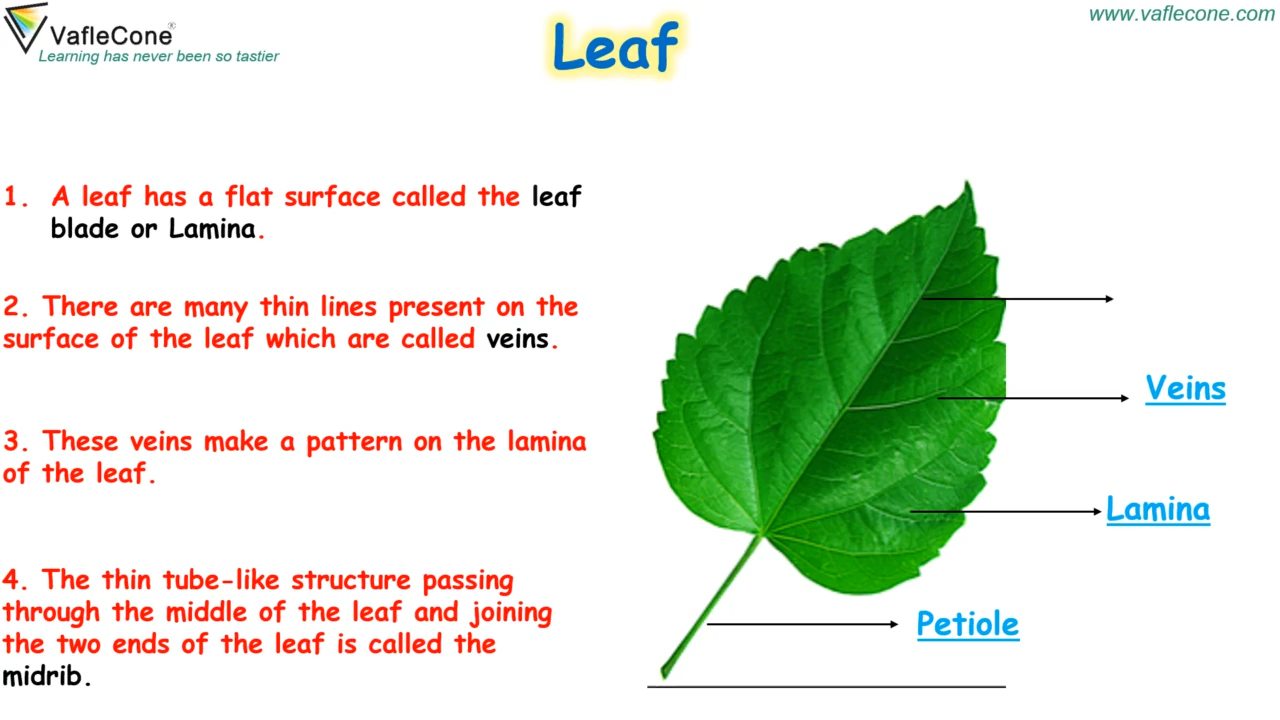 VafleCone®
Learning has never been so tastier
www.vaflecone.com
Leaf
1. A leaf has a flat surface called the leaf
blade or Lamina.
2. There are many thin lines present on the
surface of the leaf which are called veins.
3. These veins make a pattern on the lamina
of the leaf.
4. The thin tube-like structure passing
through the middle of the leaf and joining
the two ends of the leaf is called the
midrib.
Veins
Lamina
Petiole